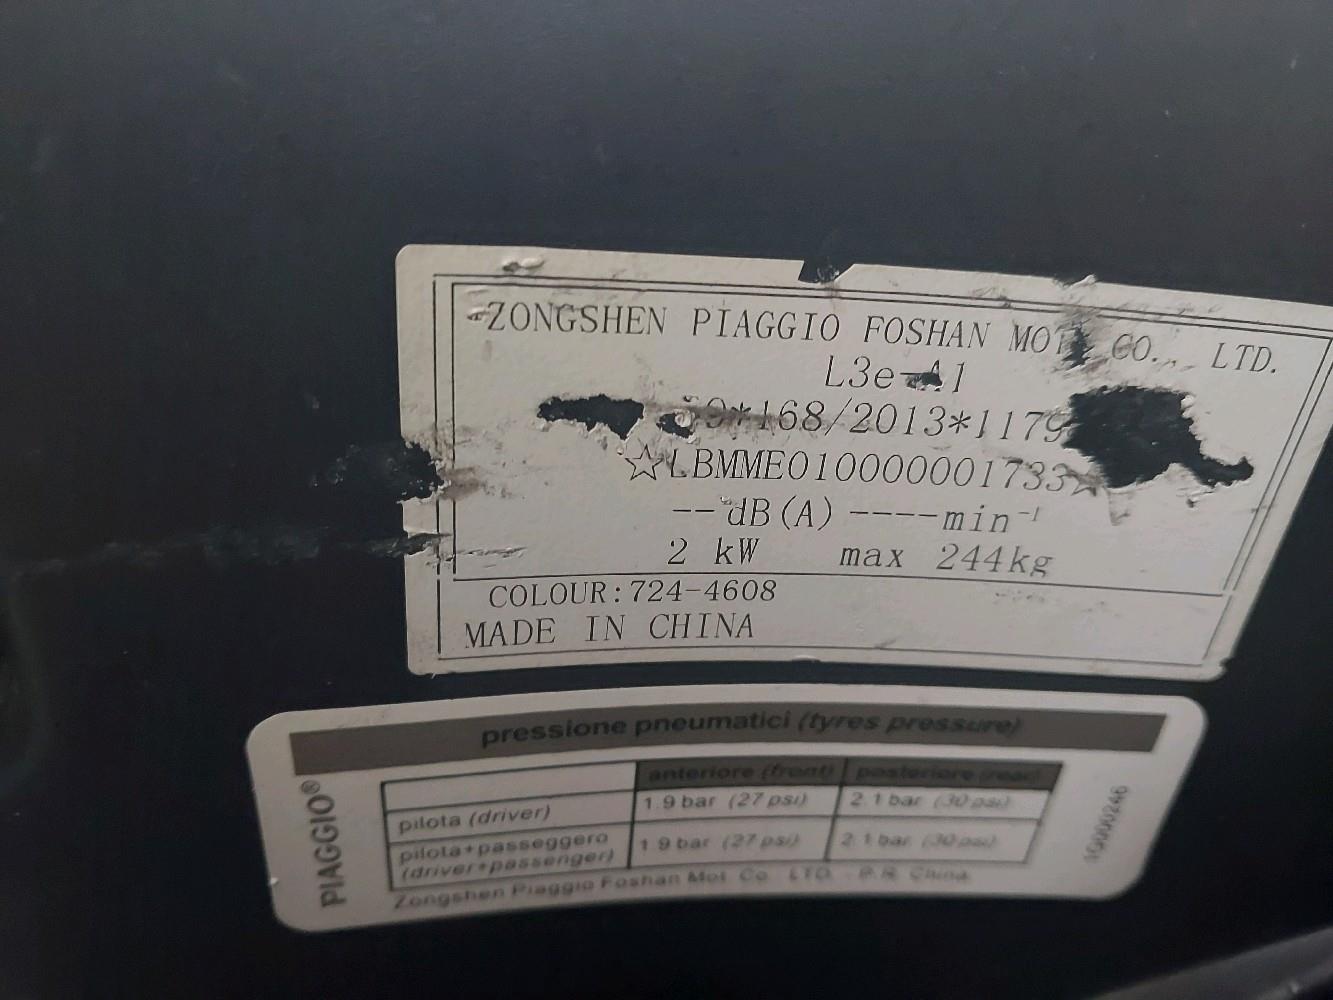 ZONGSHEN PIAGGIO FOSHAN CO., LTD.
L3e-A1
*168/2013*1179
☆LBMME010000001733☆
--dB(A) ----min⁻¹
2 kW max 244kg
COLOUR:724-4608
MADE IN CHINA
pressione pneumatici (tyres pressure)
anteriore (front) posteriore (rear)
pilota (driver) 1.9 bar (27 psi) 2.1 bar (30 psi)
pilota+passeggero (driver+passenger) 1.9 bar (27 psi) 2.1 bar (30 psi)
Zongshen Piaggio Foshan Mot. Co. LTD. - P.R. China
PIAGGIO®